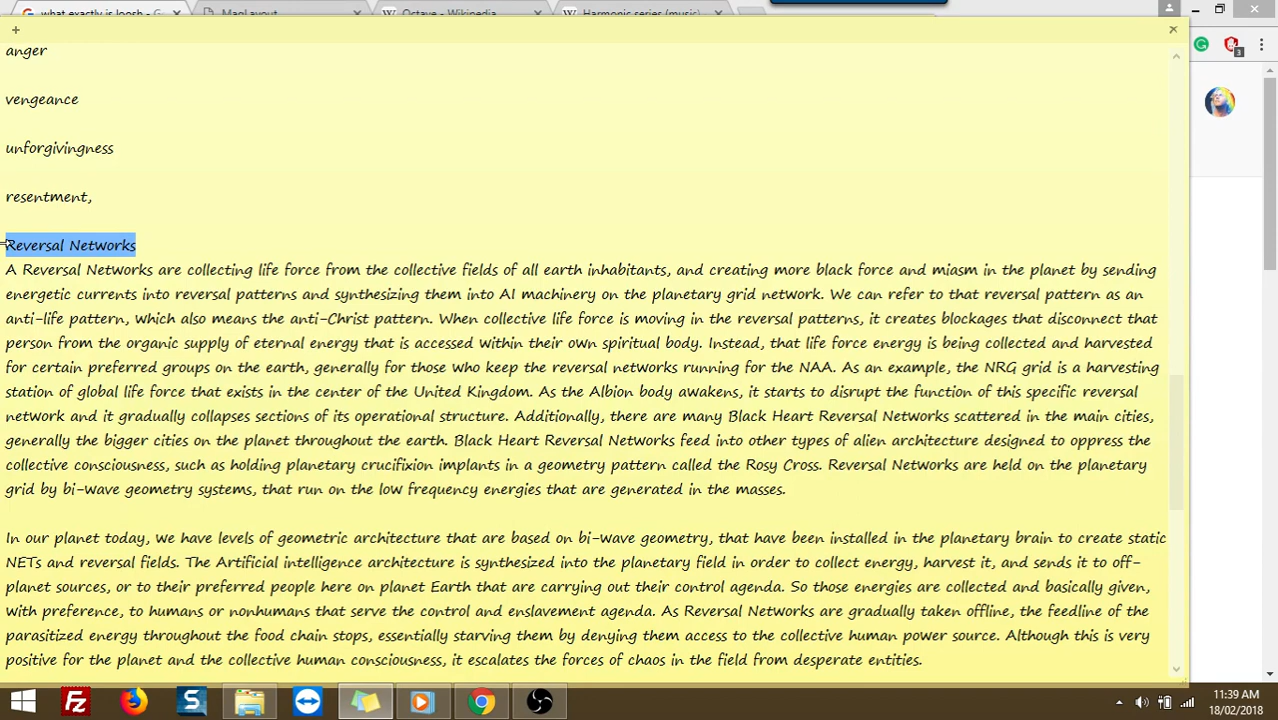 what exactly is loosh - G
MapLayout
Octave - Wikipedia
Harmonic series (music)
anger
vengeance
unforgivingness
resentment,
Reversal Networks
A Reversal Networks are collecting life force from the collective fields of all earth inhabitants, and creating more black force and miasm in the planet by sending
energetic currents into reversal patterns and synthesizing them into AI machinery on the planetary grid network. We can refer to that reversal pattern as an
anti-life pattern, which also means the anti-Christ pattern. When collective life force is moving in the reversal patterns, it creates blockages that disconnect that
person from the organic supply of eternal energy that is accessed within their own spiritual body. Instead, that life force energy is being collected and harvested
for certain preferred groups on the earth, generally for those who keep the reversal networks running for the NAA. As an example, the NRG grid is a harvesting
station of global life force that exists in the center of the United Kingdom. As the Albion body awakens, it starts to disrupt the function of this specific reversal
network and it gradually collapses sections of its operational structure. Additionally, there are many Black Heart Reversal Networks scattered in the main cities,
generally the bigger cities on the planet throughout the earth. Black Heart Reversal Networks feed into other types of alien architecture designed to oppress the
collective consciousness, such as holding planetary crucifixion implants in a geometry pattern called the Rosy Cross. Reversal Networks are held on the planetary
grid by bi-wave geometry systems, that run on the low frequency energies that are generated in the masses.
In our planet today, we have levels of geometric architecture that are based on bi-wave geometry, that have been installed in the planetary brain to create static
NETs and reversal fields. The Artificial intelligence architecture is synthesized into the planetary field in order to collect energy, harvest it, and sends it to off-
planet sources, or to their preferred people here on planet Earth that are carrying out their control agenda. So those energies are collected and basically given,
with preference, to humans or nonhumans that serve the control and enslavement agenda. As Reversal Networks are gradually taken offline, the feedline of the
parasitized energy throughout the food chain stops, essentially starving them by denying them access to the collective human power source. Although this is very
positive for the planet and the collective human consciousness, it escalates the forces of chaos in the field from desperate entities.
3
11:39 AM
18/02/2018